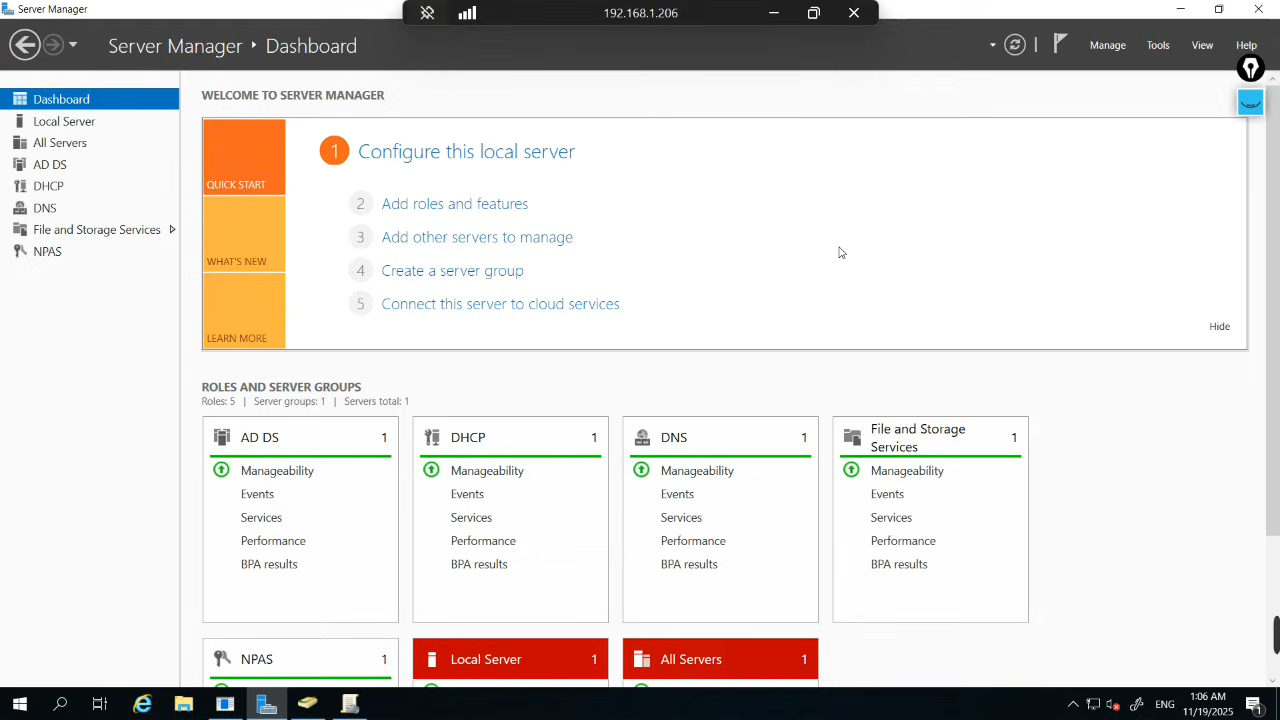 Server Manager
192.168.1.206
Server Manager
Dashboard
Manage
Tools
View
Help
Dashboard
Local Server
All Servers
AD DS
DHCP
DNS
File and Storage Services
NPAS
WELCOME TO SERVER MANAGER
QUICK START
WHAT'S NEW
LEARN MORE
1 Configure this local server
2 Add roles and features
3 Add other servers to manage
4 Create a server group
5 Connect this server to cloud services
Hide
ROLES AND SERVER GROUPS
Roles: 5 | Server groups: 1 | Servers total: 1
AD DS 1
Manageability
Events
Services
Performance
BPA results
DHCP 1
Manageability
Events
Services
Performance
BPA results
DNS 1
Manageability
Events
Services
Performance
BPA results
File and Storage
Services 1
Manageability
Events
Services
Performance
BPA results
NPAS 1
Local Server 1
All Servers 1
ENG
1:06 AM
11/19/2025
1